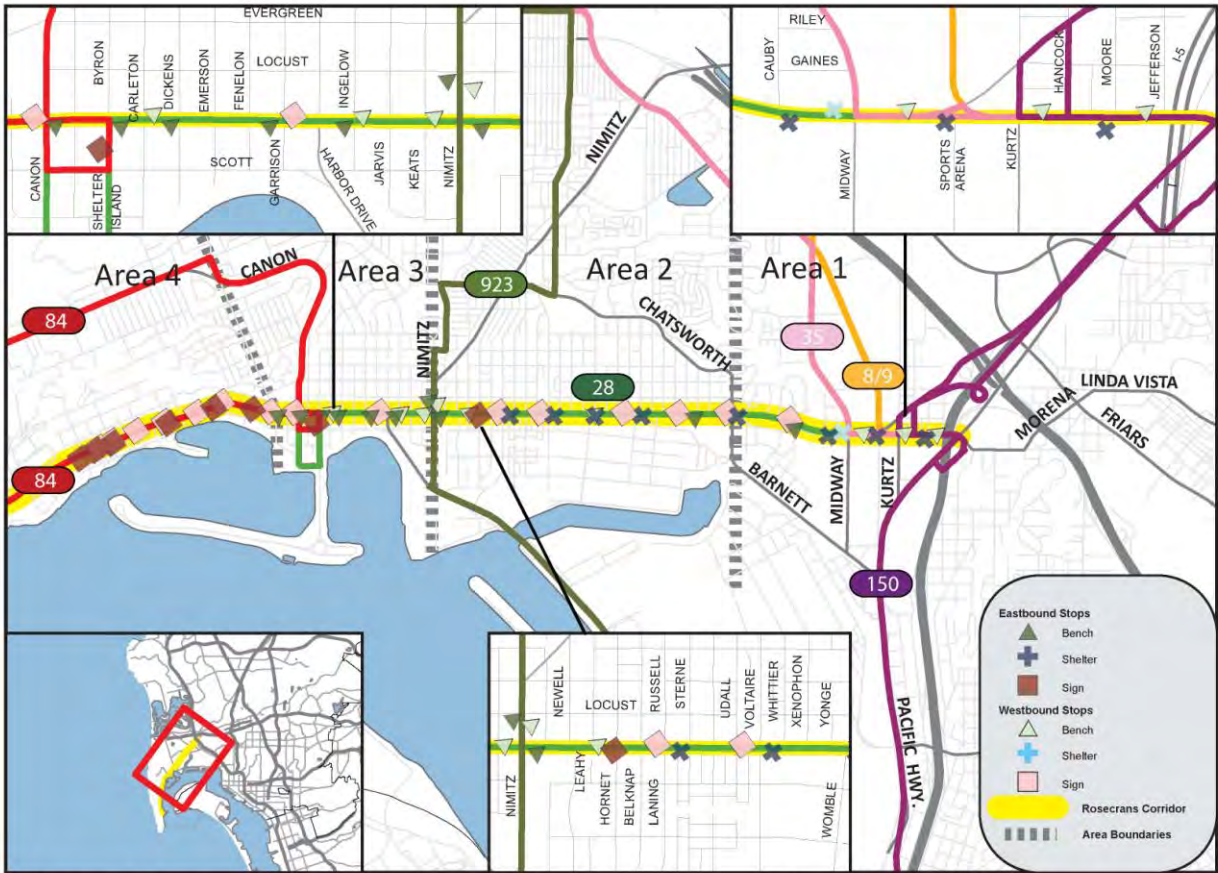 EVERGREEN
BYRON
CARLETON
DICKENS
EMERSON
FENELON
LOCUST
INGELOW
CANON
SHELTER
ISLAND
SCOTT
GARRISON
HARBOR DRIVE
JARVIS
KEATS
NIMITZ
NIMITZ
RILEY
GAINES
CAUBY
HANCOCK
MOORE
JEFFERSON
I-5
MIDWAY
SPORTS
ARENA
KURTZ
Area 4
CANON
Area 3
Area 2
Area 1
84
923
NIMITZ
CHATSWORTH
35
8/9
28
LINDA VISTA
MORENA
FRIARS
84
BARNETT
MIDWAY
KURTZ
150
PACIFIC HWY.
NEWELL
LOCUST
RUSSELL
STERNE
UDALL
VOLTAIRE
WHITTIER
XENOPHON
YONGE
NIMITZ
LEAHY
HORNET
BELKNAP
LANING
WOMBLE
Eastbound Stops
Bench
Shelter
Sign
Westbound Stops
Bench
Shelter
Sign
Rosecrans Corridor
Area Boundaries